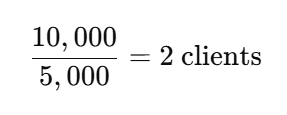 10,000
5,000
= 2 clients